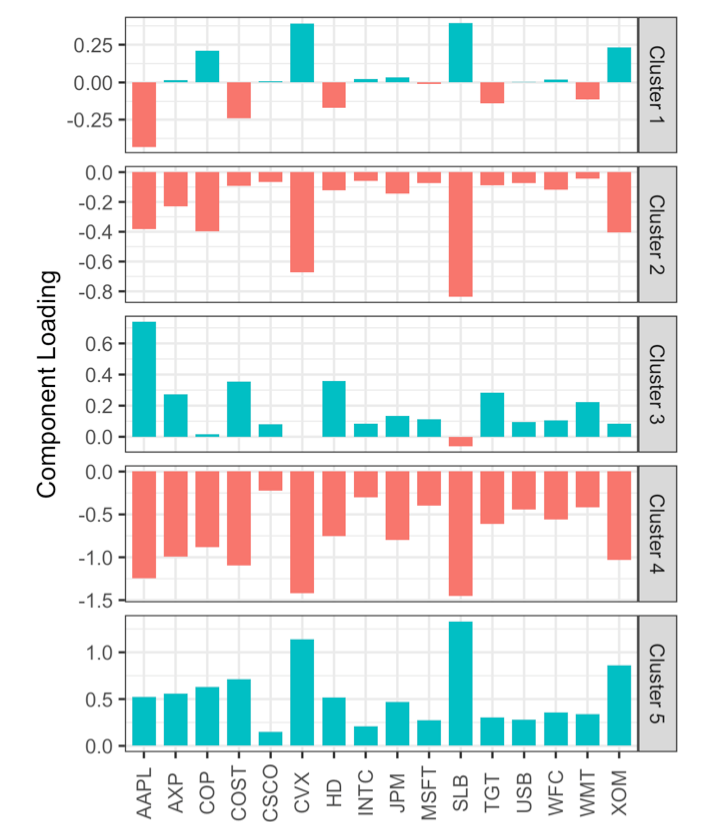 Component Loading
0.25
0.00
-0.25
Cluster 1
0.0
-0.2
-0.4
-0.6
-0.8
Cluster 2
0.6
0.4
0.2
0.0
Cluster 3
0.0
-0.5
-1.0
-1.5
Cluster 4
1.0
0.5
0.0
Cluster 5
AAPL
AXP
COP
COST
CSCO
CVX
HD
INTC
JPM
MSFT
SLB
TGT
USB
WFC
WMT
XOM